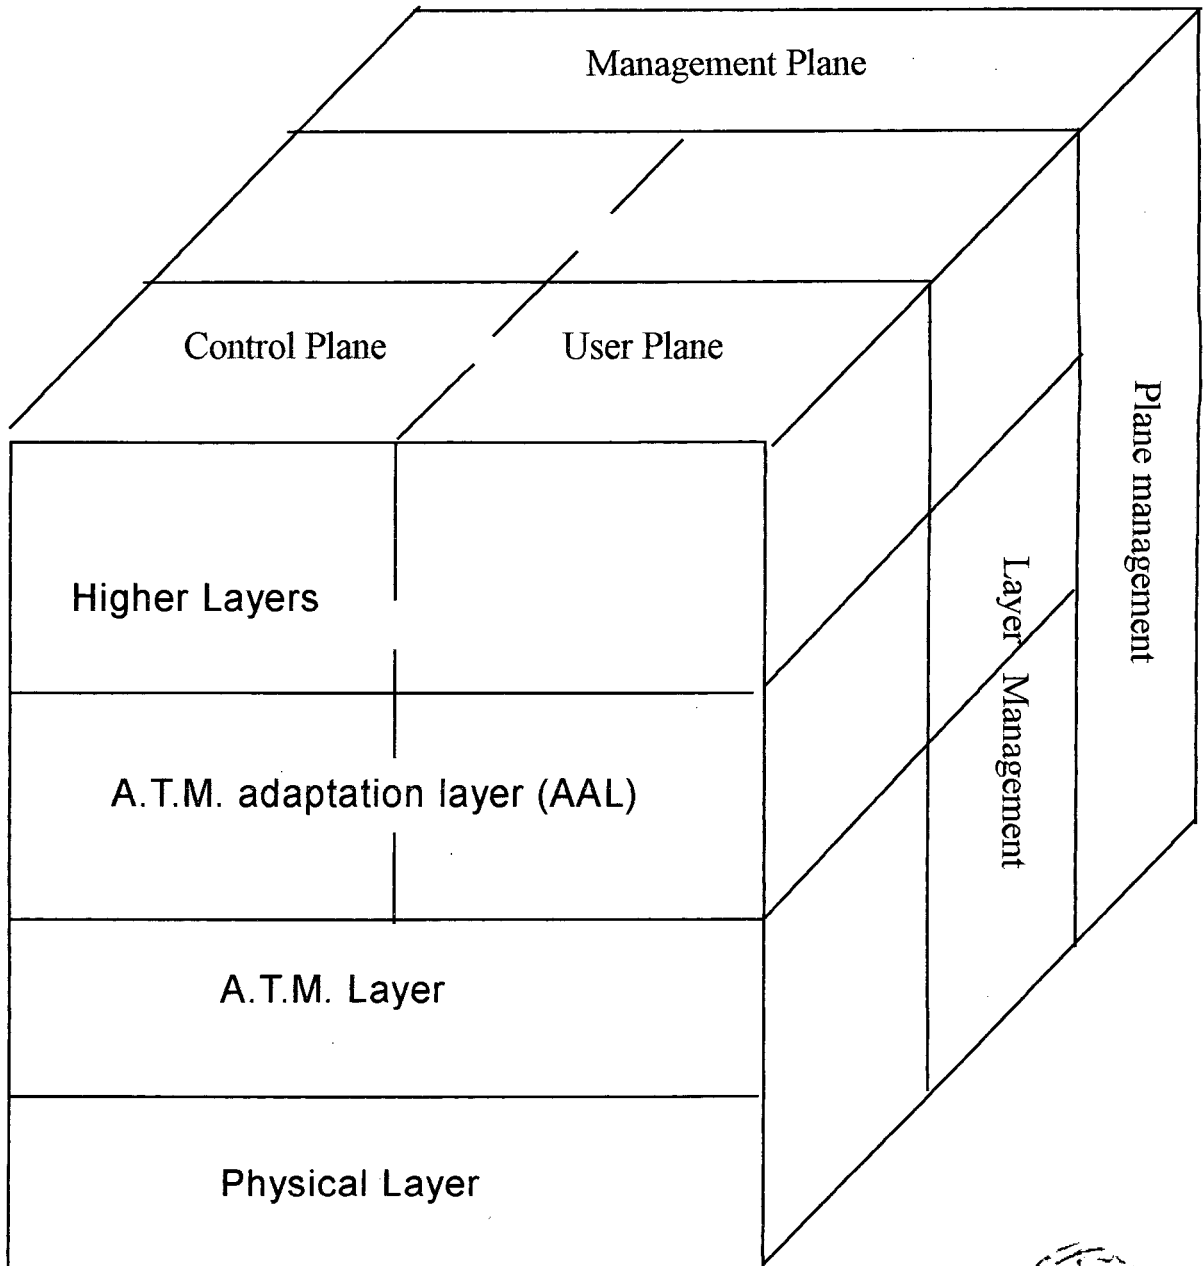 Management Plane
Control Plane
User Plane
Plane management
Layer Management
Higher Layers
A.T.M. adaptation layer (AAL)
A.T.M. Layer
Physical Layer